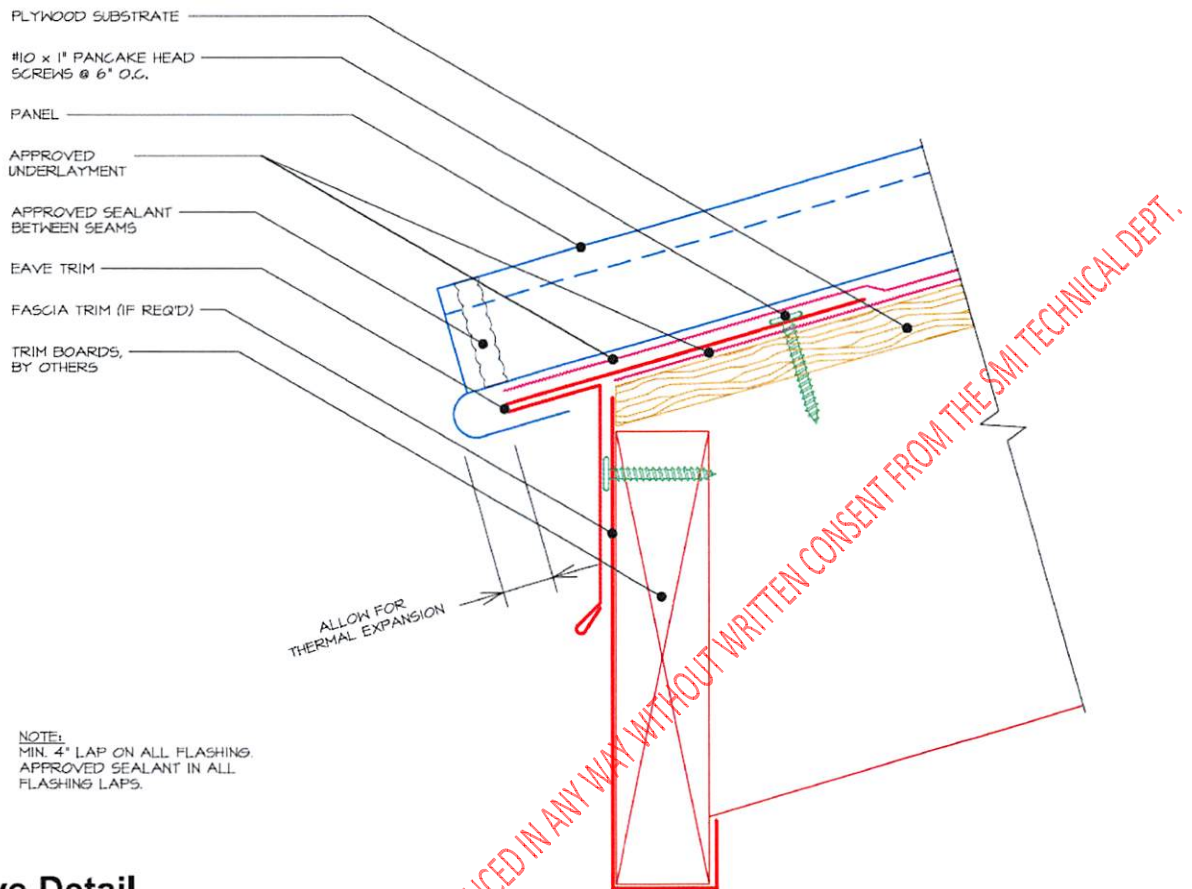 PLYWOOD SUBSTRATE
#10 x 1" PANCAKE HEAD
SCREWS @ 6" O.C.
PANEL
APPROVED
UNDERLAYMENT
APPROVED SEALANT
BETWEEN SEAMS
EAVE TRIM
FASCIA TRIM (IF REQ'D)
TRIM BOARDS,
BY OTHERS
ALLOW FOR
THERMAL EXPANSION
NOTE:
MIN. 4" LAP ON ALL FLASHING.
APPROVED SEALANT IN ALL
FLASHING LAPS.
IN ANY WAY WITHOUT WRITTEN CONSENT FROM THE SMI TECHNICAL DEPT.
Detail